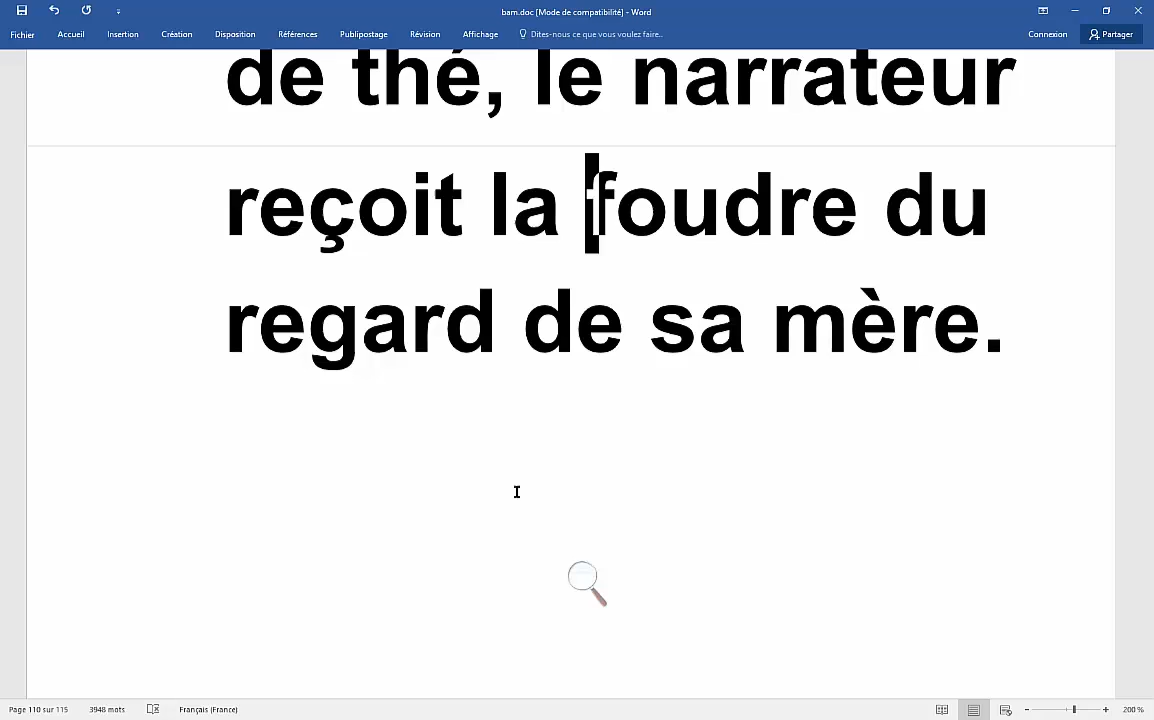 bam.doc [Mode de compatibilité] - Word
Fichier Accueil Insertion Création Disposition Références Publipostage Révision Affichage Dites-nous ce que vous voulez faire.. Connexion Partager
de thé, le narrateur
reçoit la foudre du
regard de sa mère.
Page 110 sur 115 3948 mots Français (France) 200 %